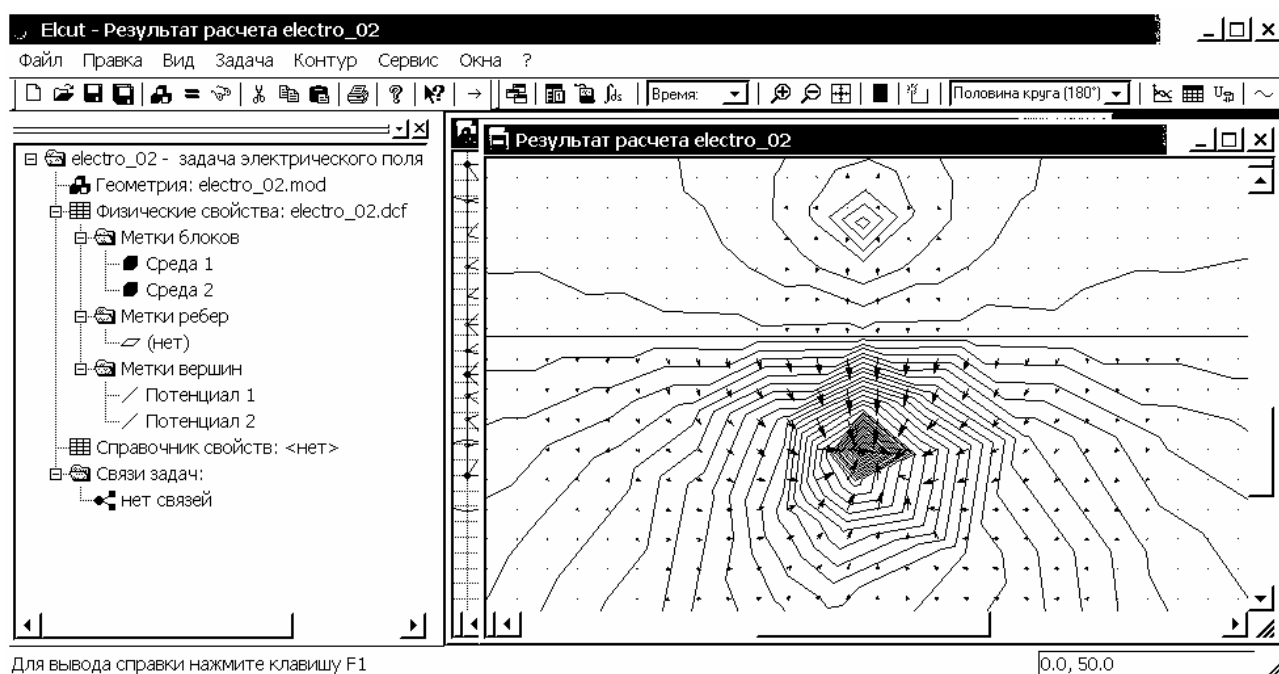 Elcut - Результат расчета electro_02
Файл Правка Вид Задача Контур Сервис Окна ?
Время: Половина круга (180°)
electro_02 - задача электрического поля
Геометрия: electro_02.mod
Физические свойства: electro_02.dcf
Метки блоков
Среда 1
Среда 2
Метки ребер
(нет)
Метки вершин
Потенциал 1
Потенциал 2
Справочник свойств: <нет>
Связи задач:
нет связей
Результат расчета electro_02
Для вывода справки нажмите клавишу F1
0.0, 50.0